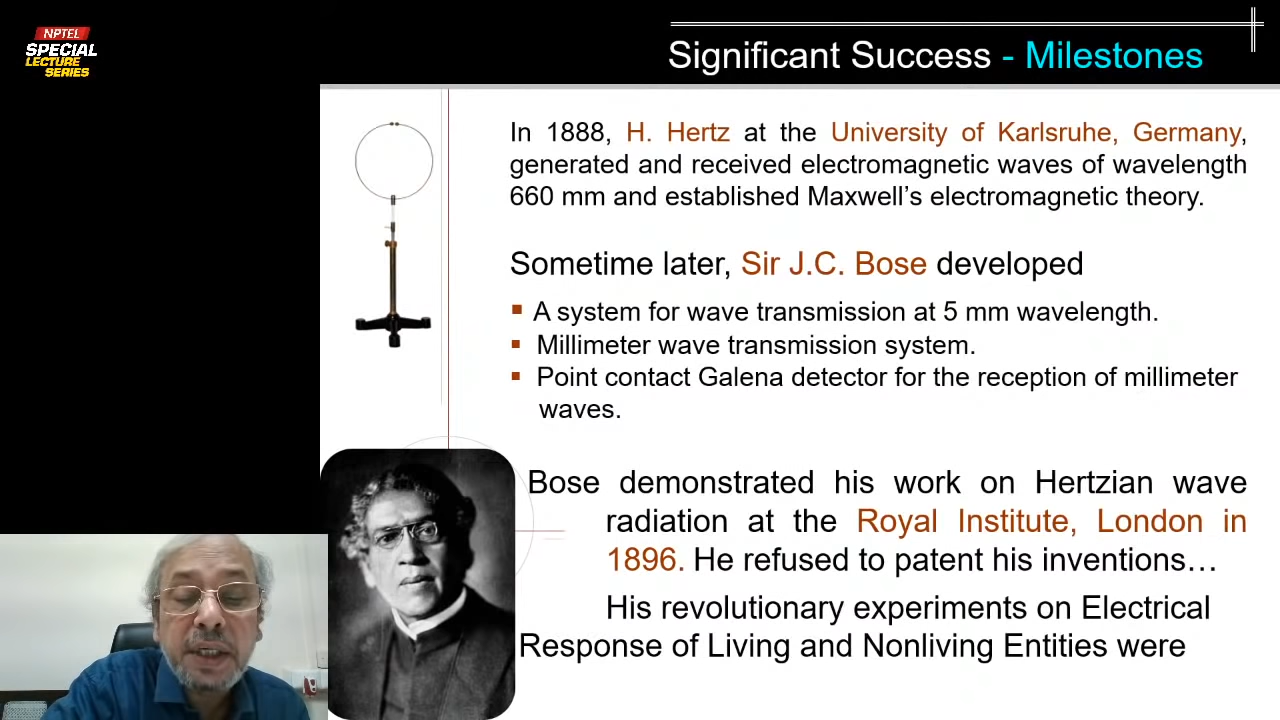 NPTEL
SPECIAL
LECTURE
SERIES
Significant Success - Milestones
In 1888, H. Hertz at the University of Karlsruhe, Germany,
generated and received electromagnetic waves of wavelength
660 mm and established Maxwell’s electromagnetic theory.
Sometime later, Sir J.C. Bose developed
▪ A system for wave transmission at 5 mm wavelength.
▪ Millimeter wave transmission system.
▪ Point contact Galena detector for the reception of millimeter
waves.
Bose demonstrated his work on Hertzian wave
radiation at the Royal Institute, London in
1896. He refused to patent his inventions…
His revolutionary experiments on Electrical
Response of Living and Nonliving Entities were